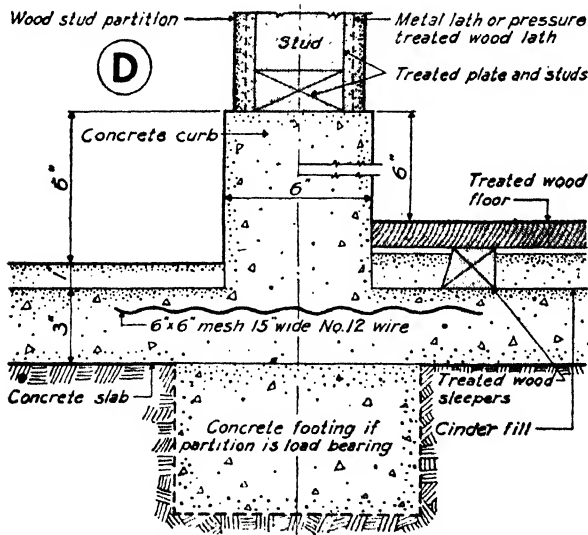 Wood stud partition
Metal lath or pressure
treated wood lath
D
Stud
Treated plate and studs
Concrete curb
6"
6"
6"
Treated wood
floor
1"
3"
6"x 6" mesh 15" wide No. 12 wire
Concrete slab
Treated wood
sleepers
Cinder fill
Concrete footing if
partition is load bearing